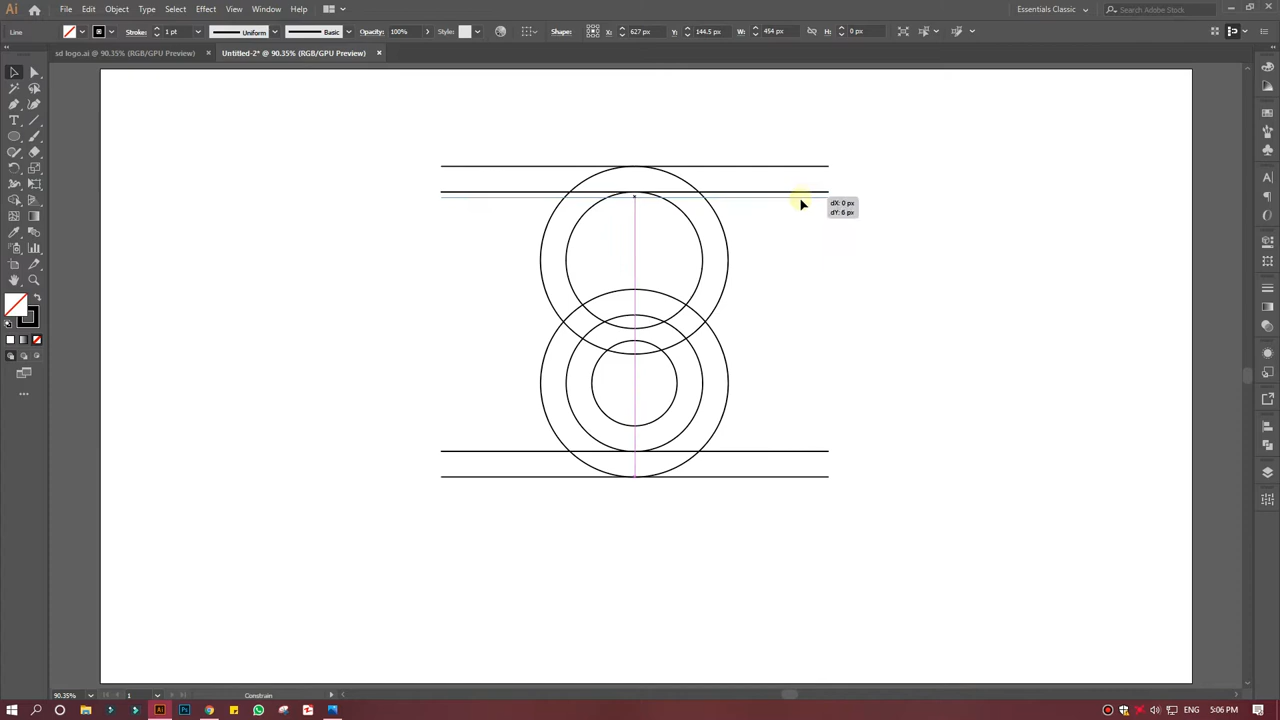 Ai File Edit Object Type Select Effect View Window Help Essentials Classic Search Adobe Stock
Line Stroke: 1 pt Uniform Basic Opacity: 100% Style: Shape: X: 627 px Y: 144.5 px W: 454 px H: 0 px
sd logo.ai @ 90.35% (RGB/GPU Preview) × Untitled-2* @ 90.35% (RGB/GPU Preview) ×
dX: 0 px
dY: 6 px
90.35% 1 Constrain
Ai Ps ENG 5:06 PM